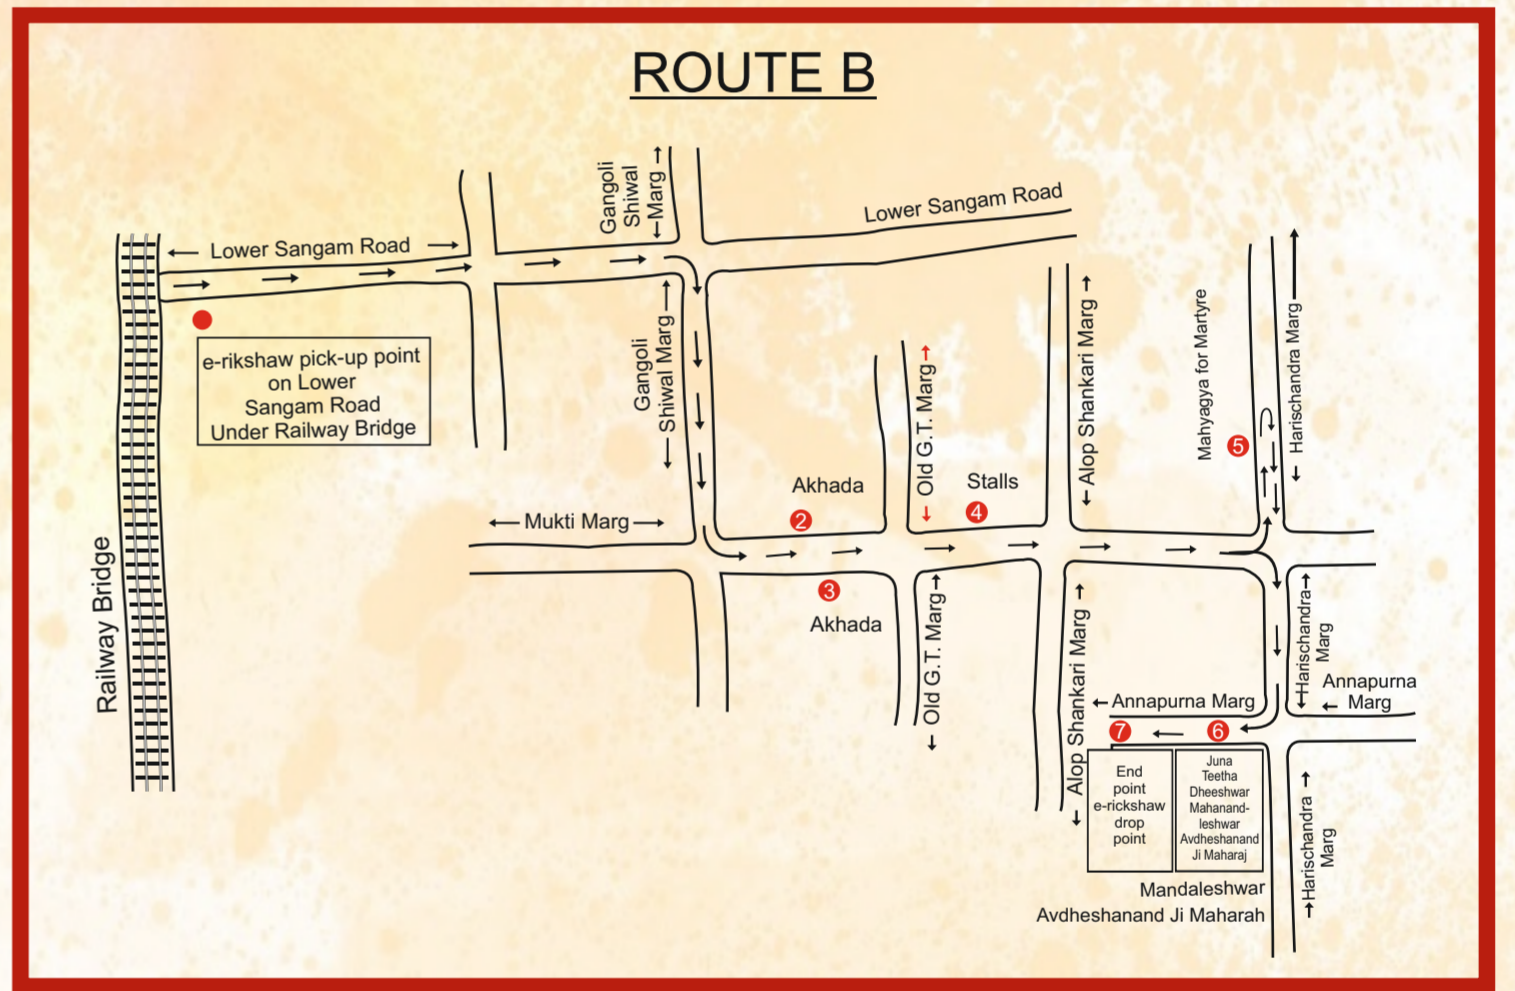 ROUTE B
Gangoli
Shiwal
Marg
Lower Sangam Road
Lower Sangam Road
e-rikshaw pick-up point
on Lower
Sangam Road
Under Railway Bridge
Railway Bridge
Gangoli
Shiwal Marg
Mukti Marg
Akhada
2
3
Akhada
Old G.T. Marg
Stalls
4
Old G.T. Marg
Alop Shankari Marg
Mahyagya for Martyre
5
Harischandra Marg
Alop Shankari Marg
Harischandra
Marg
Annapurna Marg
Annapurna
Marg
7
6
End
point
e-rickshaw
drop
point
Juna
Teetha
Dheeshwar
Mahanand-
leshwar
Avdheshanand
Ji Maharaj
Harischandra
Marg
Mandaleshwar
Avdheshanand Ji Maharah